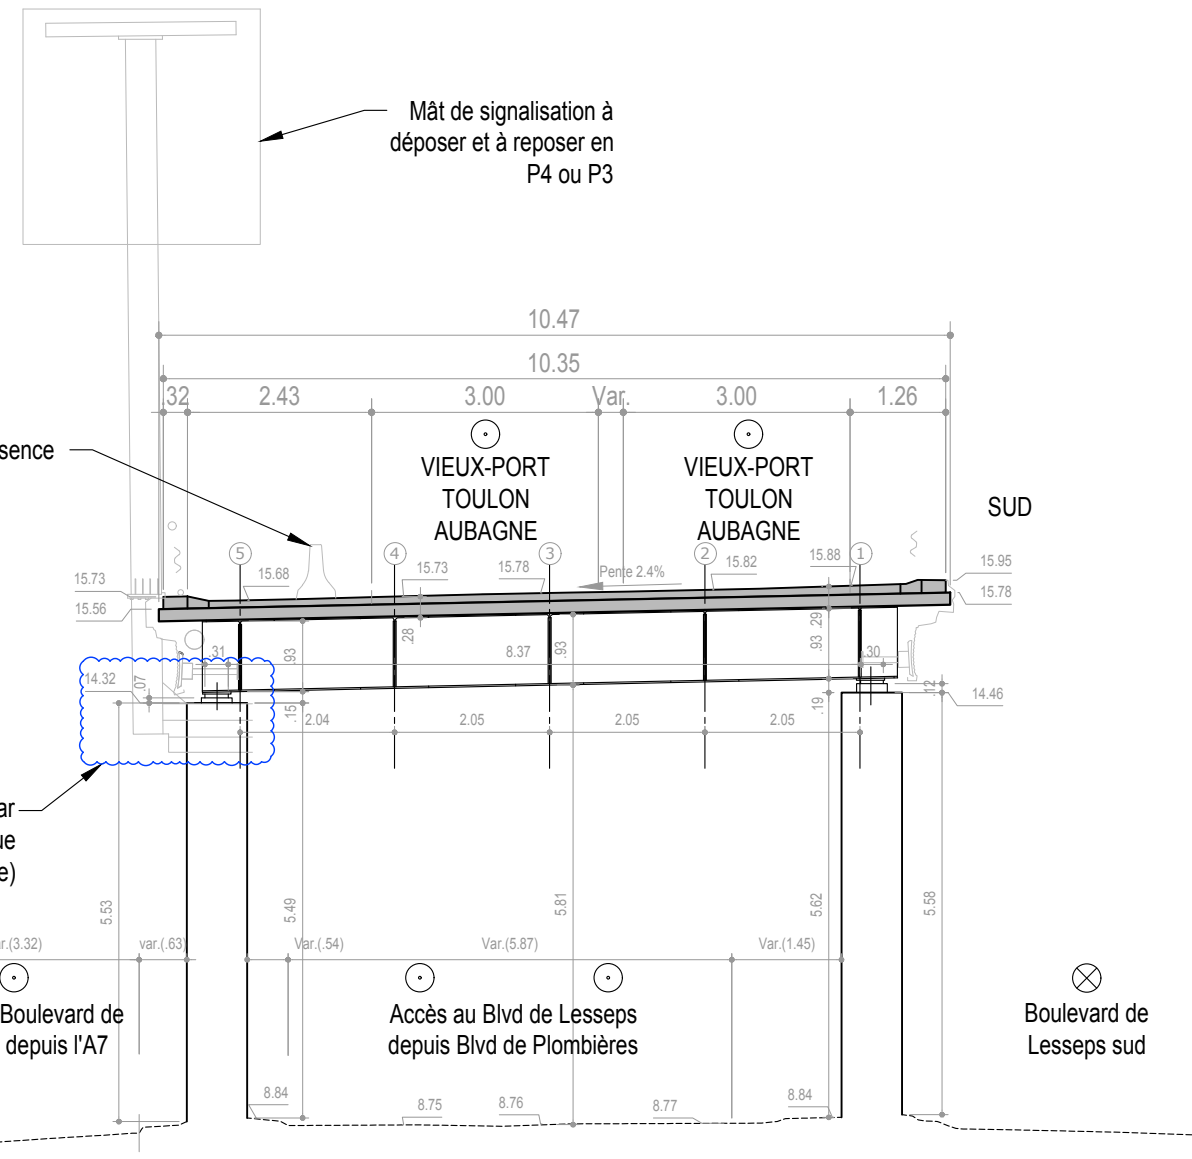 Mât de signalisation à
déposer et à reposer en
P4 ou P3
10.47
10.35
.32 2.43 3.00 Var. 3.00 1.26
sence
VIEUX-PORT
TOULON
AUBAGNE
VIEUX-PORT
TOULON
AUBAGNE
SUD
5 4 3 2 1
15.73 15.68 15.73 15.78 Pente 2.4% 15.82 15.88 15.95
15.56 15.78
.28 .29
.31 .93 8.37 .93 .93 .30
14.32 .07 .12 14.46
.15 .19
2.04 2.05 2.05 2.05
ar
ue
e)
5.53 5.49 5.81 5.62 5.58
ar.(3.32) var.(.63) Var.(.54) Var.(5.87) Var.(1.45)
Boulevard de
depuis l'A7
Accès au Blvd de Lesseps
depuis Blvd de Plombières
Boulevard de
Lesseps sud
8.84 8.75 8.76 8.77 8.84